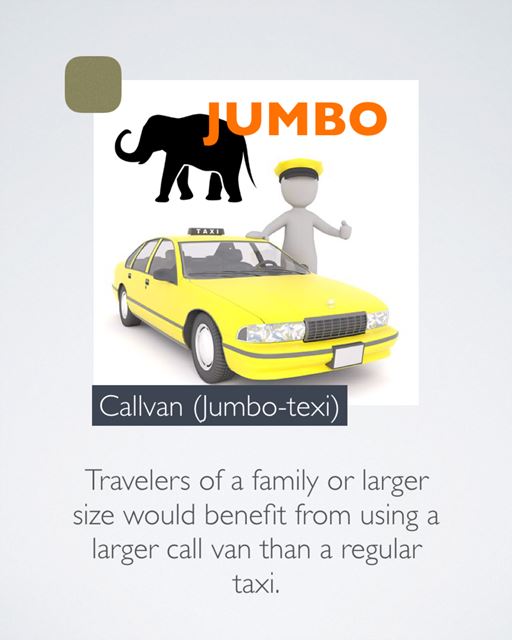 JUMBO
TAXI
Callvan (Jumbo-texi)
Travelers of a family or larger
size would benefit from using a
larger call van than a regular
taxi.